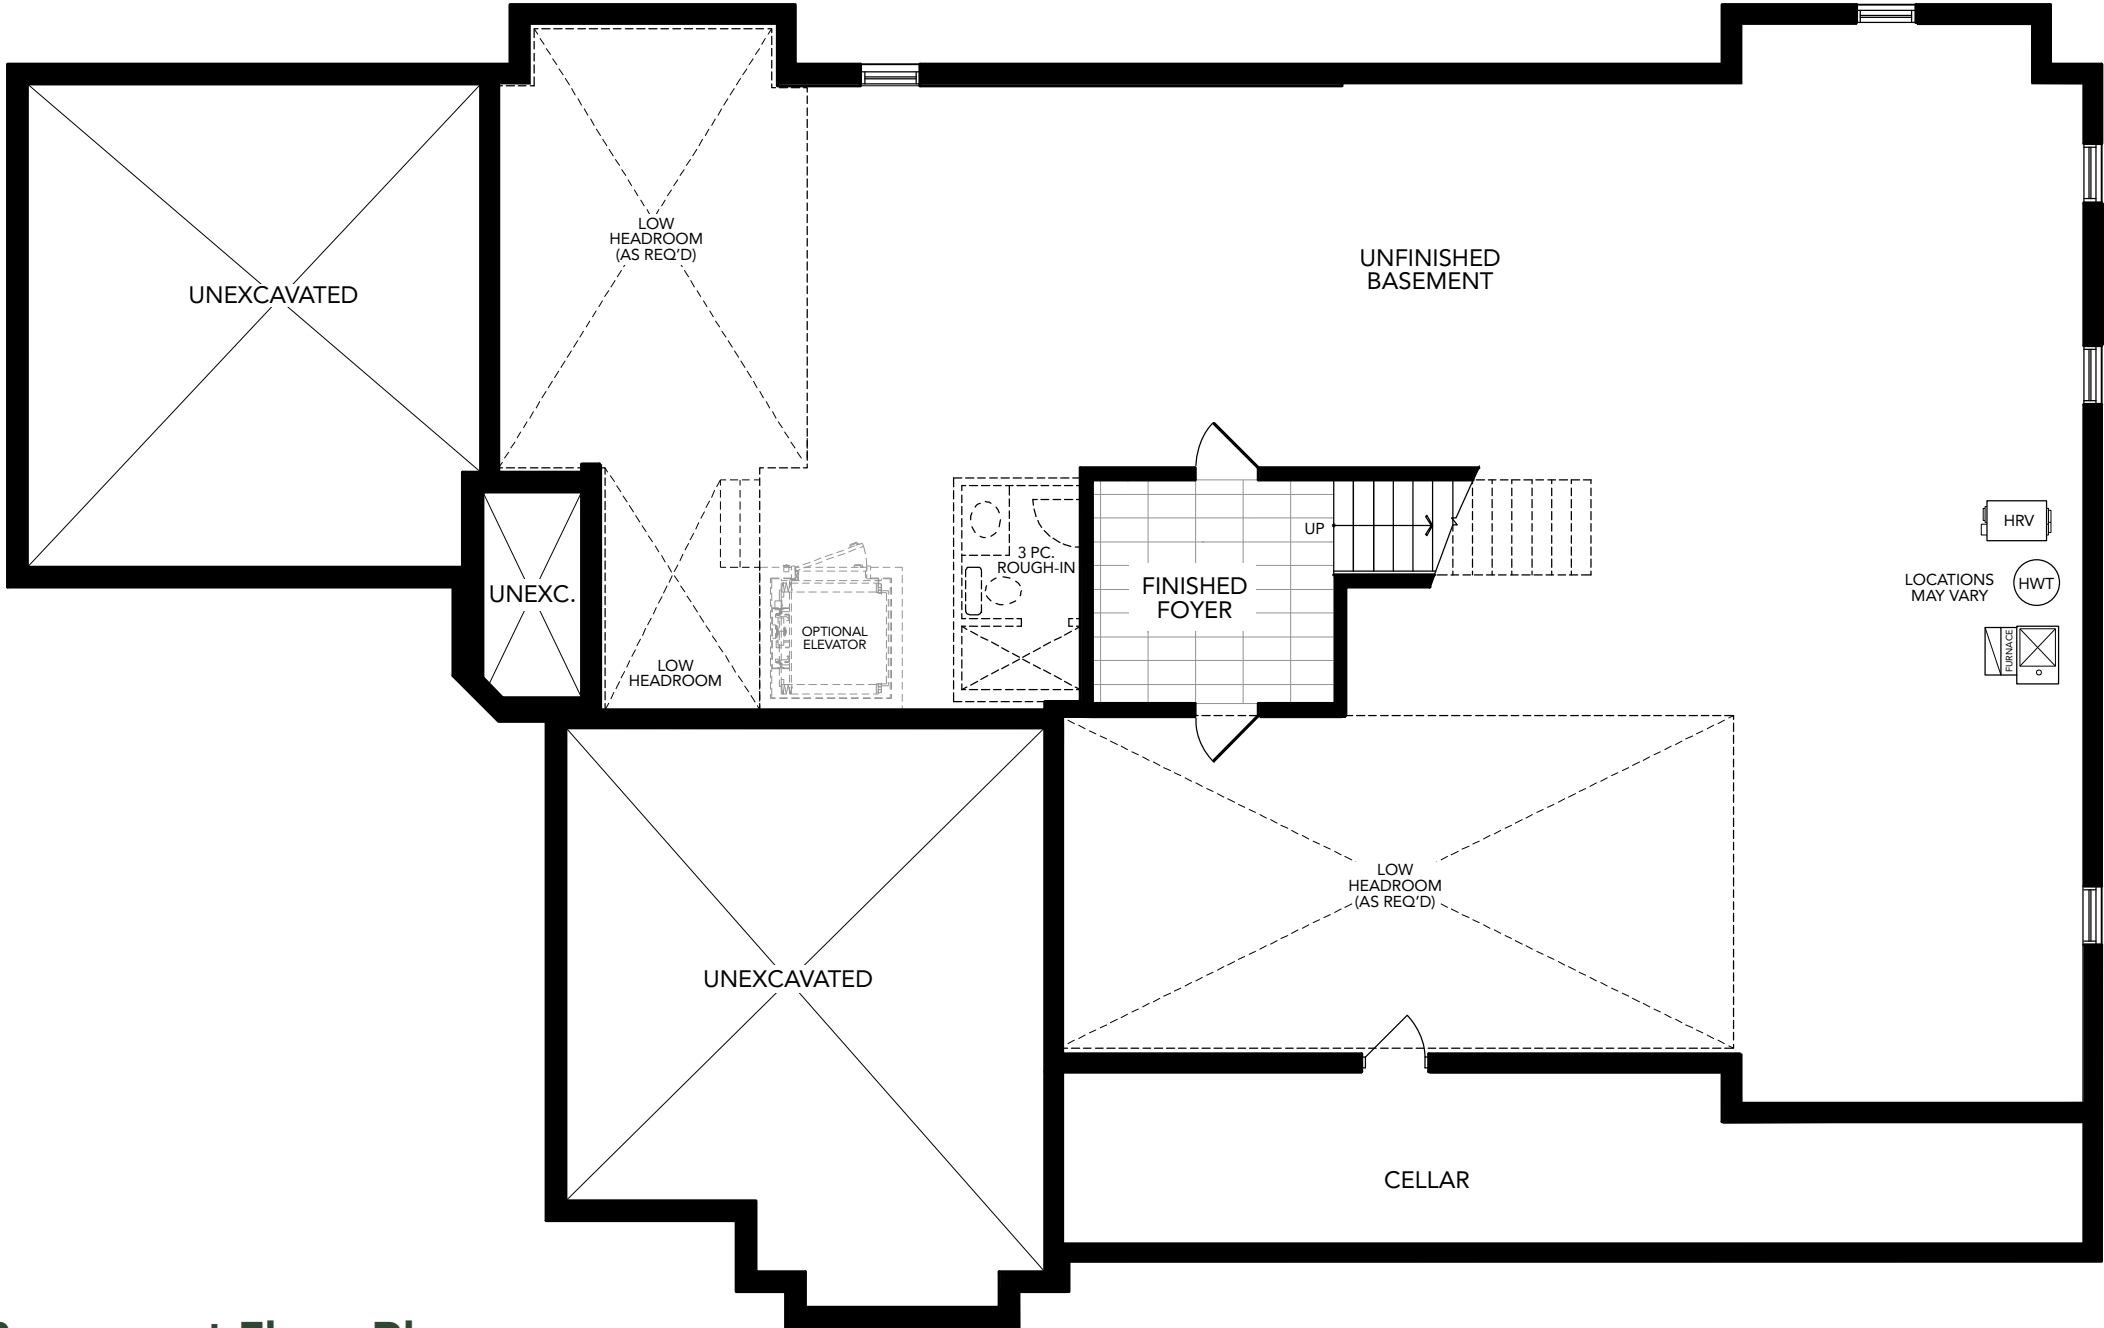 LOW
HEADROOM
(AS REQ'D)
UNEXCAVATED
UNFINISHED
BASEMENT
UP
HRV
3 PC.
ROUGH-IN
LOCATIONS
MAY VARY
HWT
UNEXC.
FINISHED
FOYER
OPTIONAL
ELEVATOR
FURNACE
LOW
HEADROOM
LOW
HEADROOM
(AS REQ'D)
UNEXCAVATED
CELLAR